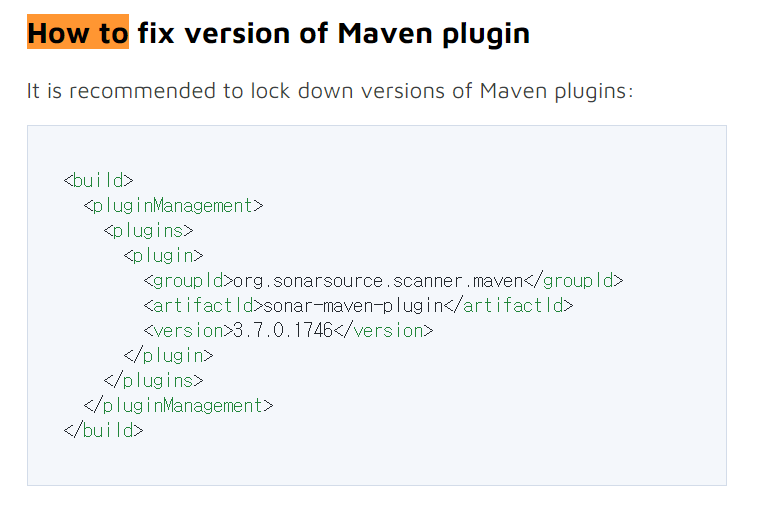 How to fix version of Maven plugin
It is recommended to lock down versions of Maven plugins:
<build>
<pluginManagement>
<plugins>
<plugin>
<groupId>org.sonarsource.scanner.maven</groupId>
<artifactId>sonar-maven-plugin</artifactId>
<version>3.7.0.1746</version>
</plugin>
</plugins>
</pluginManagement>
</build>